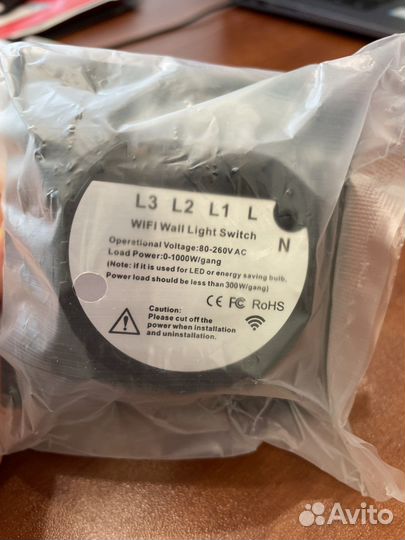 L3 L2 L1 L
N
WiFi Wall Light Switch
Operational Voltage:80-260V AC
Load Power:0-1000W/gang
(Note: if it is used for LED or energy saving bulb,
Power load should be less than 300W/gang)
CE FC RoHS
Caution:
Please cut off the
power when installation
and uninstallation.
Avito